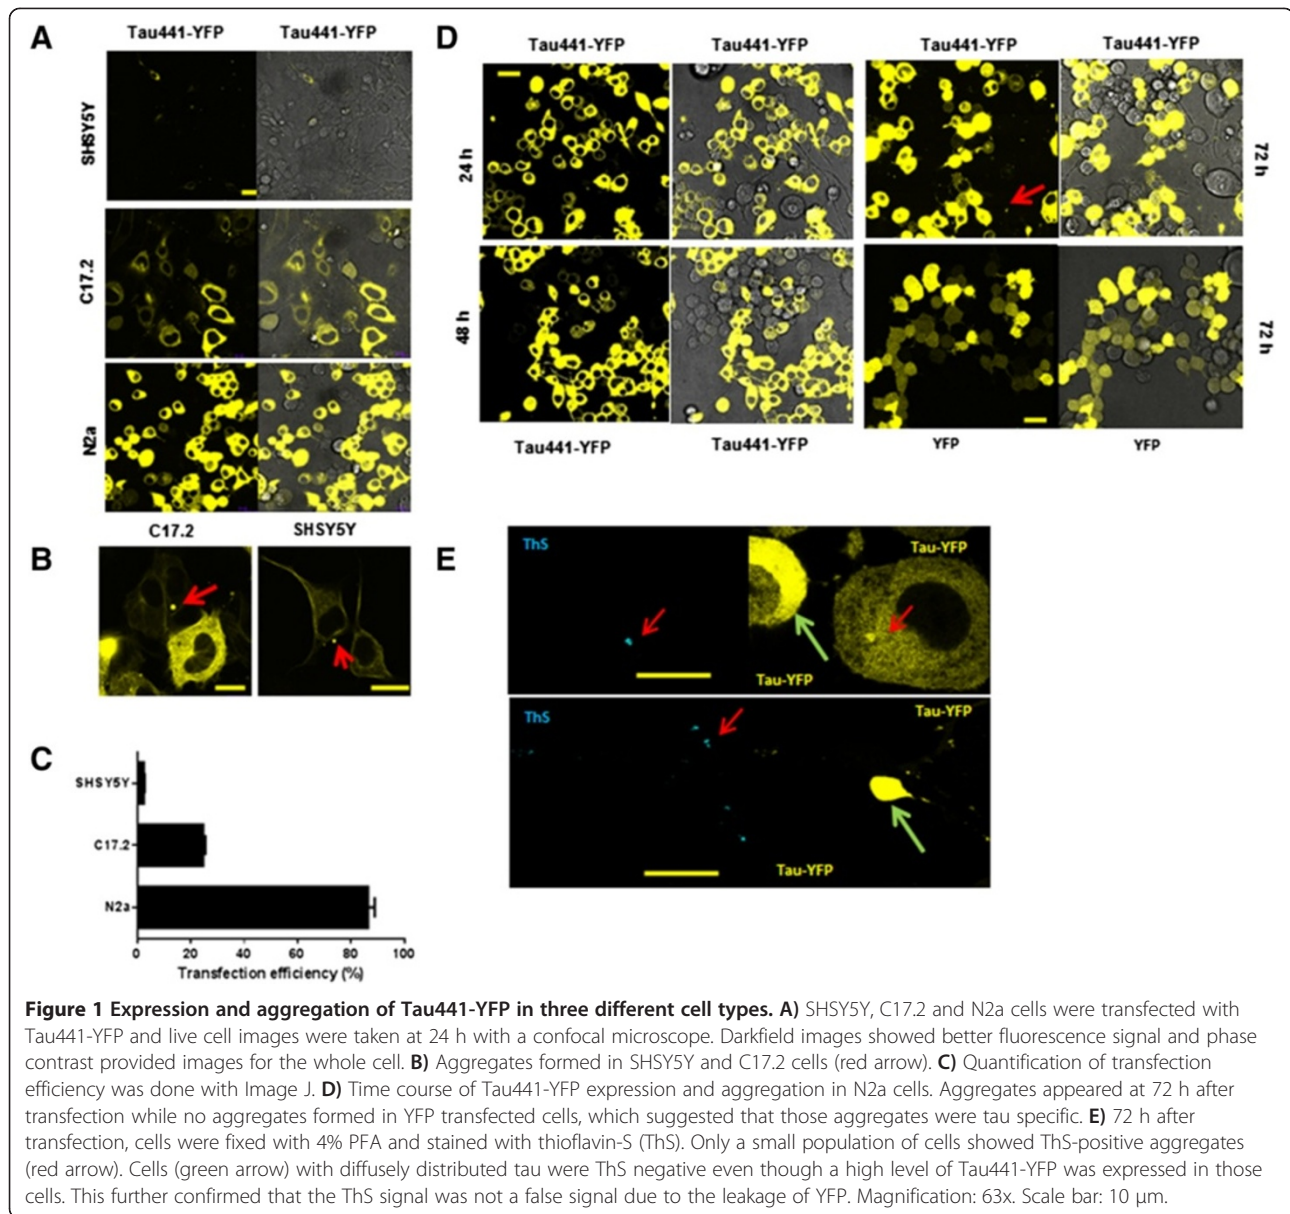 A
Tau441-YFP
Tau441-YFP
SHSY5Y
C17.2
N2a
B
C17.2
SHSY5Y
C
SHSY5Y
C17.2
N2a
0 20 40 60 80 100
Transfection efficiency (%)
D
Tau441-YFP
Tau441-YFP
Tau441-YFP
Tau441-YFP
24 h
72 h
48 h
72 h
Tau441-YFP
Tau441-YFP
YFP
YFP
E
ThS
Tau-YFP
Tau-YFP
ThS
Tau-YFP
Tau-YFP
Figure 1 Expression and aggregation of Tau441-YFP in three different cell types. A) SHSY5Y, C17.2 and N2a cells were transfected with
Tau441-YFP and live cell images were taken at 24 h with a confocal microscope. Darkfield images showed better fluorescence signal and phase
contrast provided images for the whole cell. B) Aggregates formed in SHSY5Y and C17.2 cells (red arrow). C) Quantification of transfection
efficiency was done with Image J. D) Time course of Tau441-YFP expression and aggregation in N2a cells. Aggregates appeared at 72 h after
transfection while no aggregates formed in YFP transfected cells, which suggested that those aggregates were tau specific. E) 72 h after
transfection, cells were fixed with 4% PFA and stained with thioflavin-S (ThS). Only a small population of cells showed ThS-positive aggregates
(red arrow). Cells (green arrow) with diffusely distributed tau were ThS negative even though a high level of Tau441-YFP was expressed in those
cells. This further confirmed that the ThS signal was not a false signal due to the leakage of YFP. Magnification: 63x. Scale bar: 10 μm.